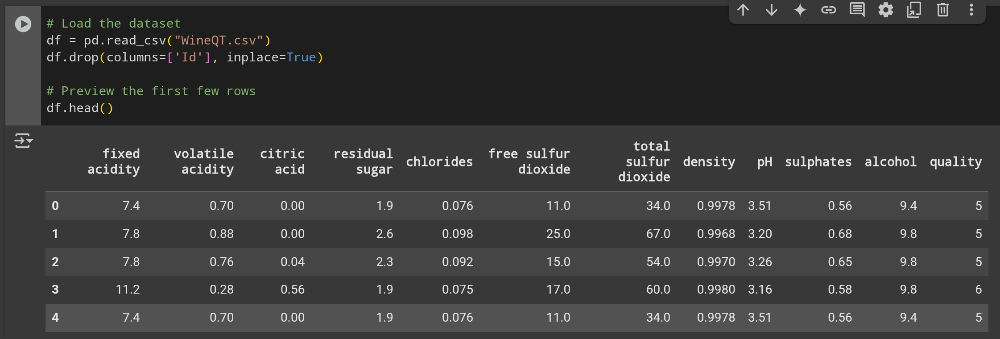 # Load the dataset
df = pd.read_csv("WineQT.csv")
df.drop(columns=['Id'], inplace=True)
# Preview the first few rows
df.head()
fixed acidity volatile acidity citric acid residual sugar chlorides free sulfur dioxide total sulfur dioxide density pH sulphates alcohol quality
0 7.4 0.70 0.00 1.9 0.076 11.0 34.0 0.9978 3.51 0.56 9.4 5
1 7.8 0.88 0.00 2.6 0.098 25.0 67.0 0.9968 3.20 0.68 9.8 5
2 7.8 0.76 0.04 2.3 0.092 15.0 54.0 0.9970 3.26 0.65 9.8 5
3 11.2 0.28 0.56 1.9 0.075 17.0 60.0 0.9980 3.16 0.58 9.8 6
4 7.4 0.70 0.00 1.9 0.076 11.0 34.0 0.9978 3.51 0.56 9.4 5